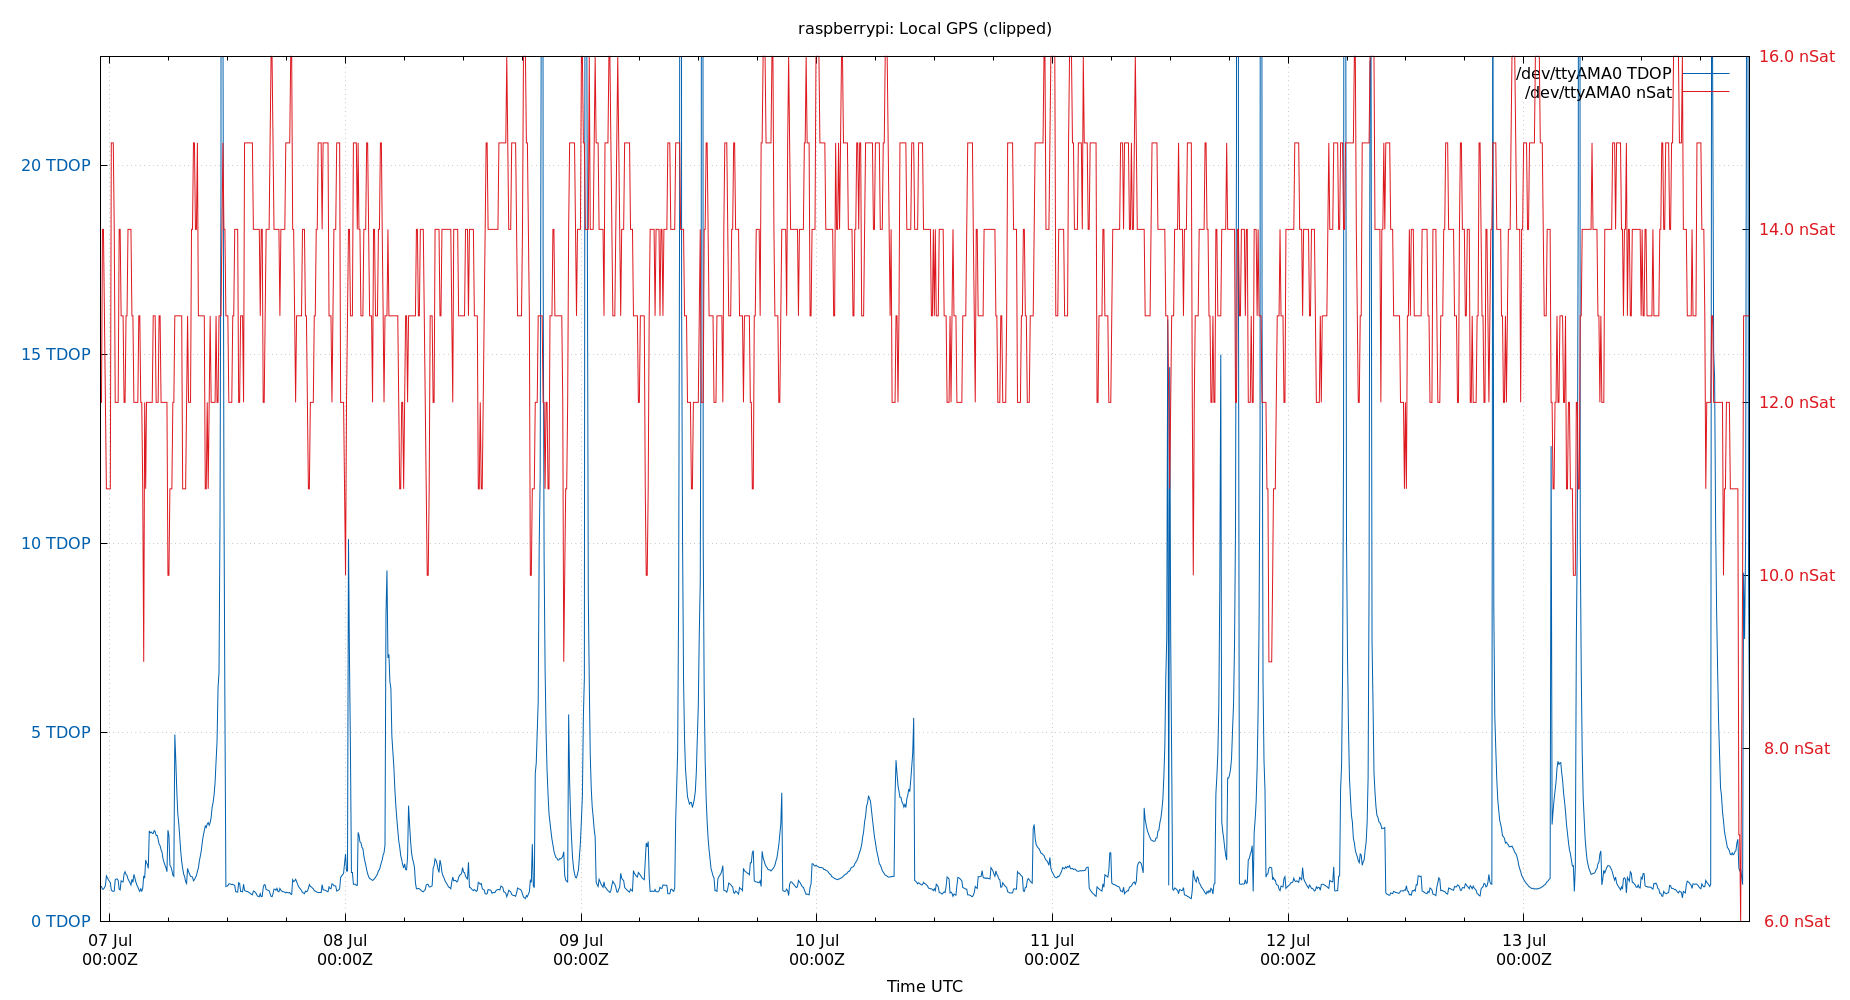 raspberrypi: Local GPS (clipped)
/dev/ttyAMA0 TDOP
/dev/ttyAMA0 nSat
20 TDOP
15 TDOP
10 TDOP
5 TDOP
0 TDOP
16.0 nSat
14.0 nSat
12.0 nSat
10.0 nSat
8.0 nSat
6.0 nSat
07 Jul
00:00Z
08 Jul
00:00Z
09 Jul
00:00Z
10 Jul
00:00Z
11 Jul
00:00Z
12 Jul
00:00Z
13 Jul
00:00Z
Time UTC